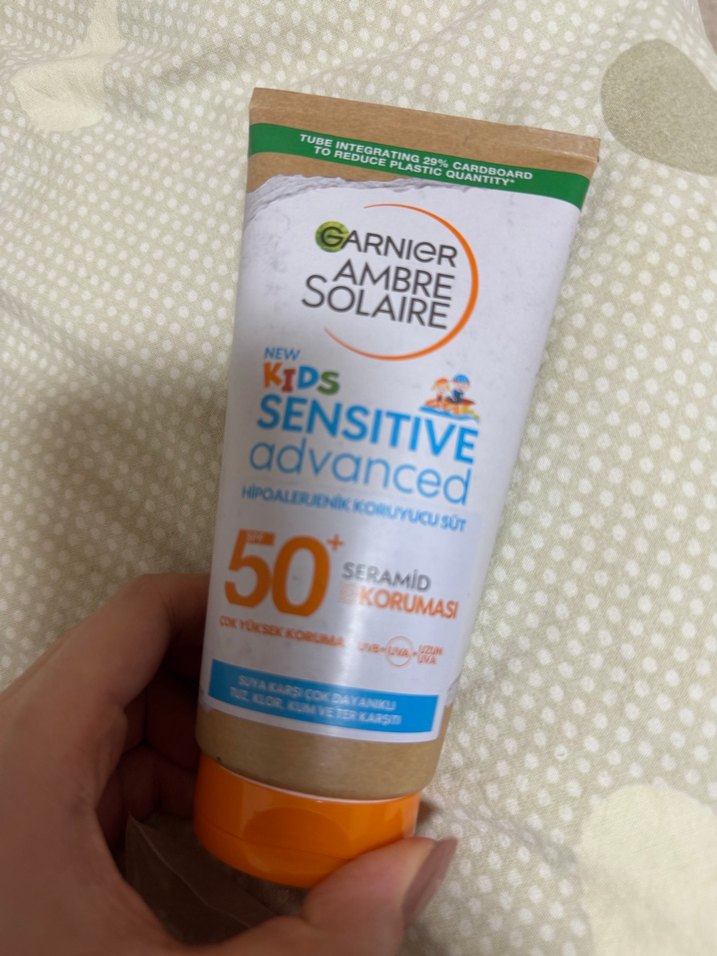 TUBE INTEGRATING 29% CARDBOARD
TO REDUCE PLASTIC QUANTITY*
GARNIER
AMBRE
SOLAIRE
NEW
KIDS
SENSITIVE
advanced
HİPOALERJENİK KORUYUCU SÜT
SPF
50+
SERAMİD
KORUMASI
ÇOK YÜKSEK KORUMA UVB+UVA+UZUN
UVA
SUYA KARŞI ÇOK DAYANIKLI
TUZ, KLOR, KUM VE TER KARŞITI